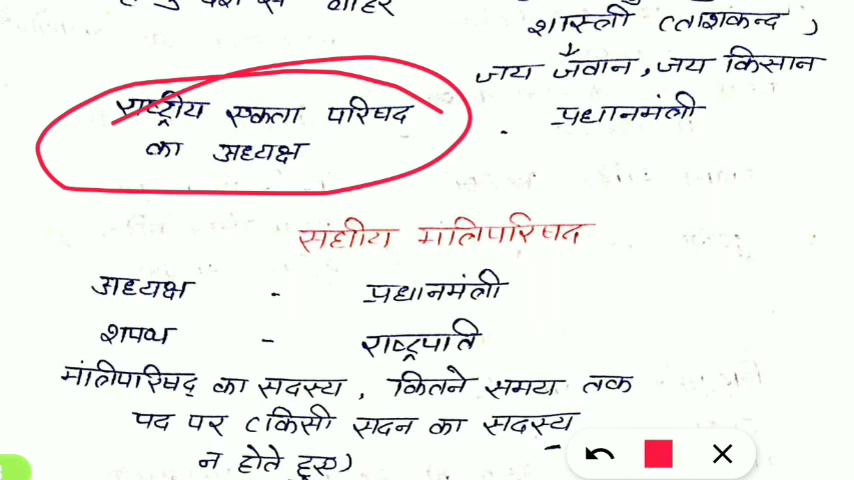 शास्त्री (ताशकन्द)
जय जवान, जय किसान
राष्ट्रीय एकता परिषद
का अध्यक्ष
- प्रधानमंत्री
संघीय मंत्रिपरिषद
अध्यक्ष - प्रधानमंत्री
शपथ - राष्ट्रपति
मंत्रिपरिषद् का सदस्य, कितने समय तक
पद पर (किसी सदन का सदस्य
न होते हुए)